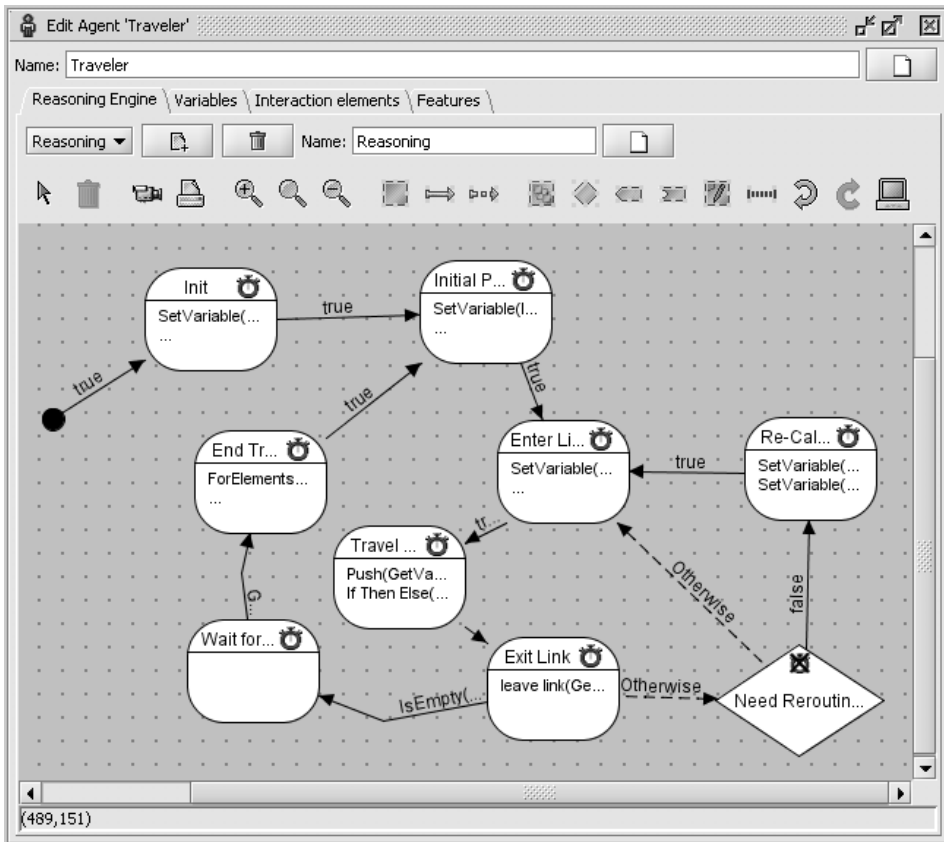 Edit Agent 'Traveler'
Name: Traveler
Reasoning Engine Variables Interaction elements Features
Reasoning Name: Reasoning
Init
SetVariable(...
...
true
Initial P...
SetVariable(I...
...
true
true
true
End Tr...
ForElements...
...
Enter Li...
SetVariable(...
...
true
Re-Cal...
SetVariable(...
SetVariable(...
tr...
Travel ...
Push(GetVa...
If Then Else(...
Otherwise
false
G...
Wait for...
Exit Link
leave link(Ge...
IsEmpty(...
Otherwise
Need Reroutin...
(489,151)